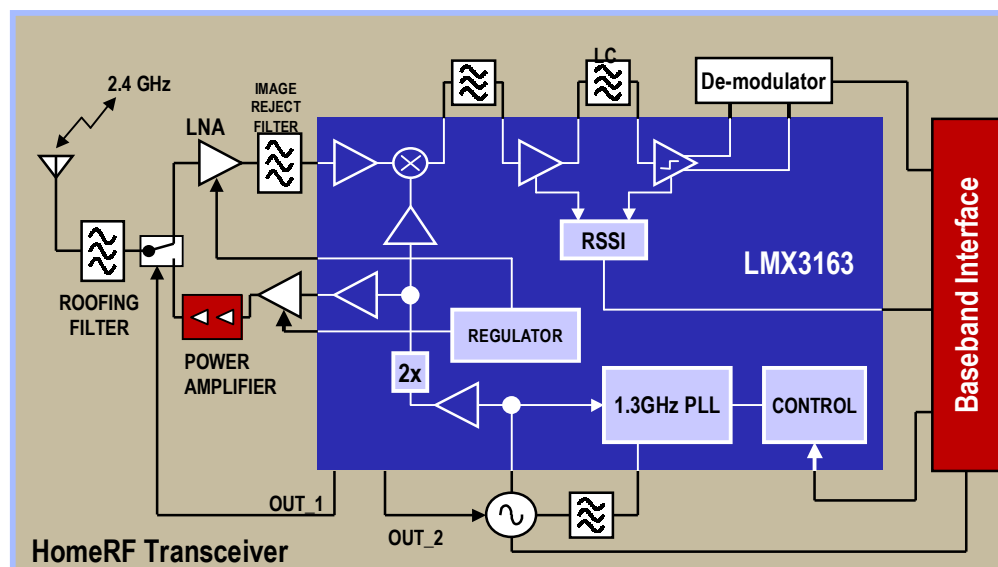 LC
De-modulator
2.4 GHz
IMAGE
REJECT
FILTER
LNA
RSSI
LMX3163
Baseband Interface
ROOFING
FILTER
REGULATOR
POWER
AMPLIFIER
2x
1.3GHz PLL
CONTROL
OUT_1
OUT_2
HomeRF Transceiver